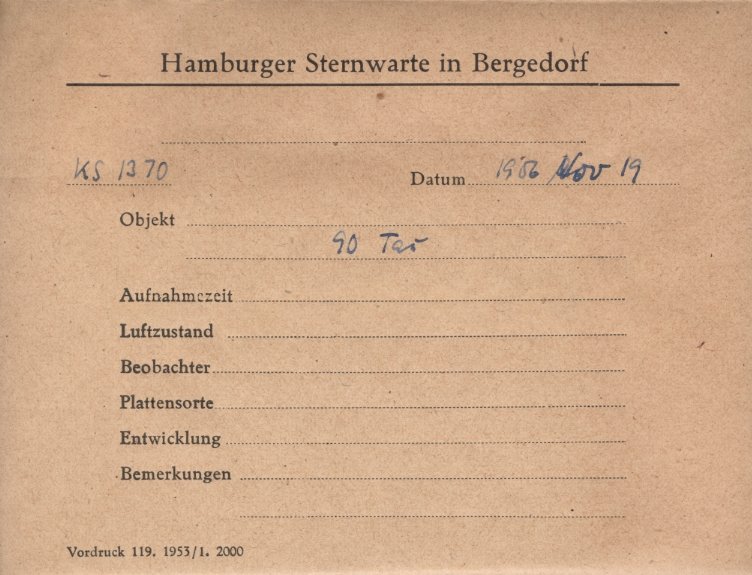 Hamburger Sternwarte in Bergedorf
KS 1370 Datum 1956 Nov 19
Objekt
90 Tau
Aufnahmezeit
Luftzustand
Beobachter
Plattensorte
Entwicklung
Bemerkungen
Vordruck 119. 1953/1. 2000